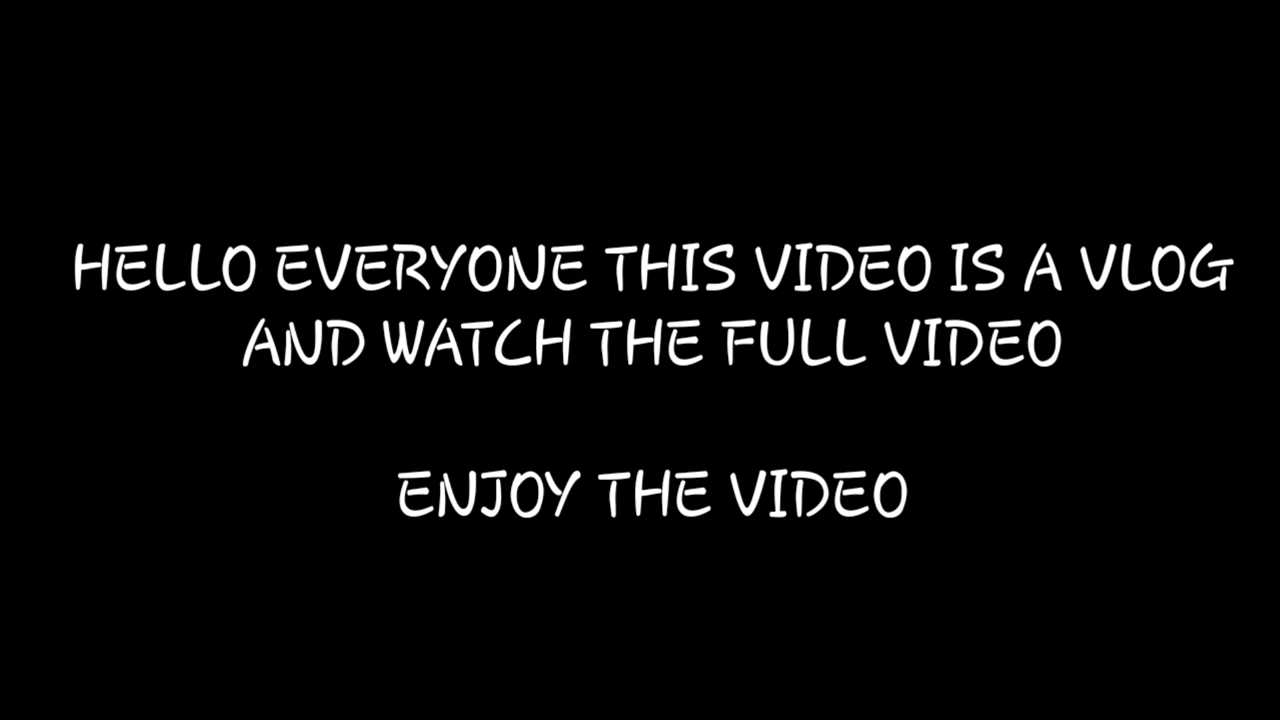 HELLO EVERYONE THIS VIDEO IS A VLOG
AND WATCH THE FULL VIDEO
ENJOY THE VIDEO